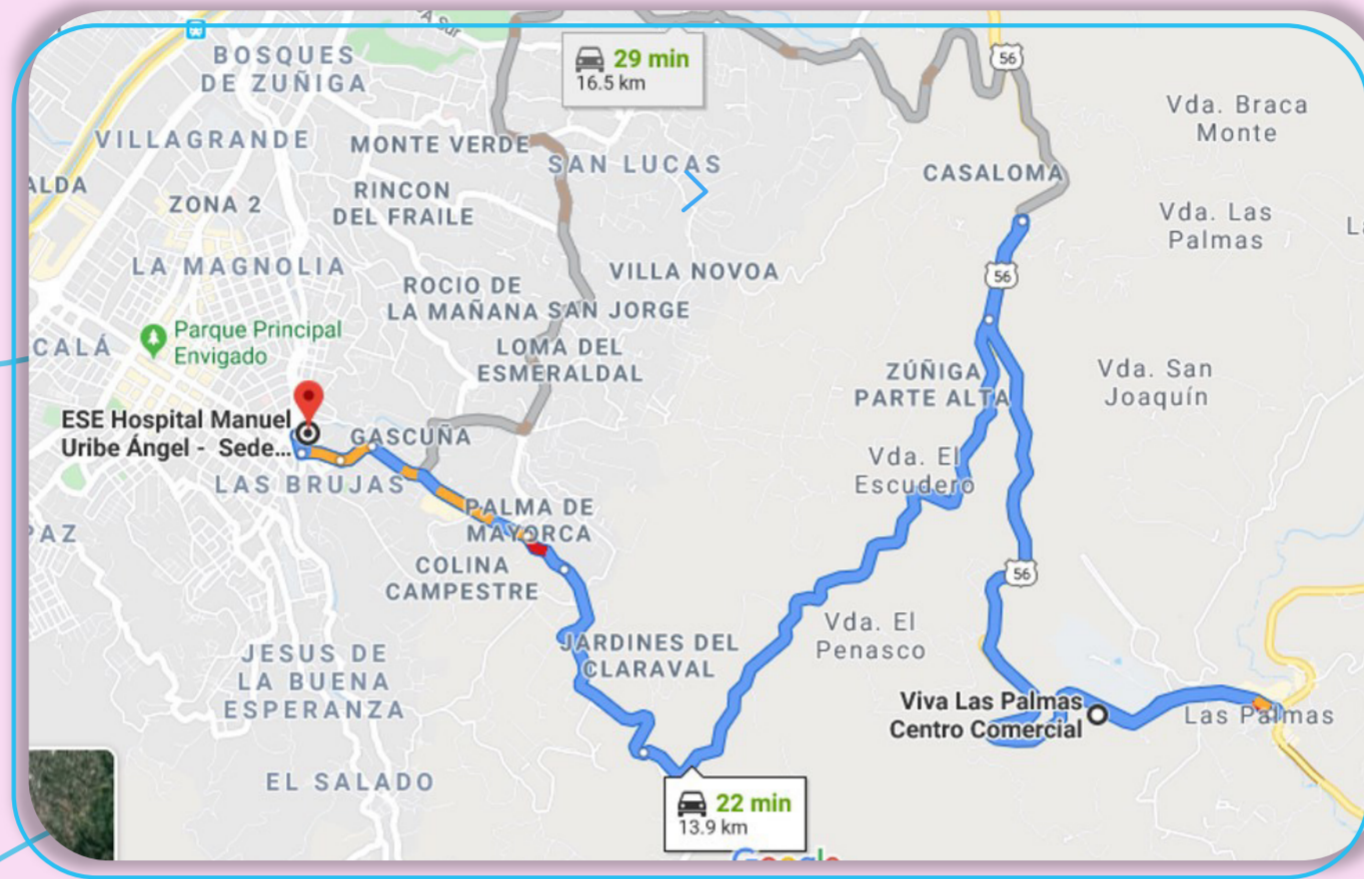 BOSQUES
DE ZUÑIGA
29 min
16.5 km
56
Vda. Braca
Monte
VILLAGRANDE
MONTE VERDE
SAN LUCAS
CASALOMA
ALDA
ZONA 2
RINCON
DEL FRAILE
Vda. Las
Palmas
LA MAGNOLIA
ROCIO DE
LA MAÑANA
VILLA NOVOA
SAN JORGE
56
Parque Principal
Envigado
CALÁ
LOMA DEL
ESMERALDAL
ZÚÑIGA
PARTE ALTA
Vda. San
Joaquín
ESE Hospital Manuel
Uribe Ángel - Sede...
GASCUÑA
LAS BRUJAS
Vda. El
Escudero
PALMA DE
MAYORCA
PAZ
COLINA
CAMPESTRE
56
JARDINES DEL
CLARAVAL
Vda. El
Penasco
JESUS DE
LA BUENA
ESPERANZA
Viva Las Palmas
Centro Comercial
Las Palmas
EL SALADO
22 min
13.9 km
Google